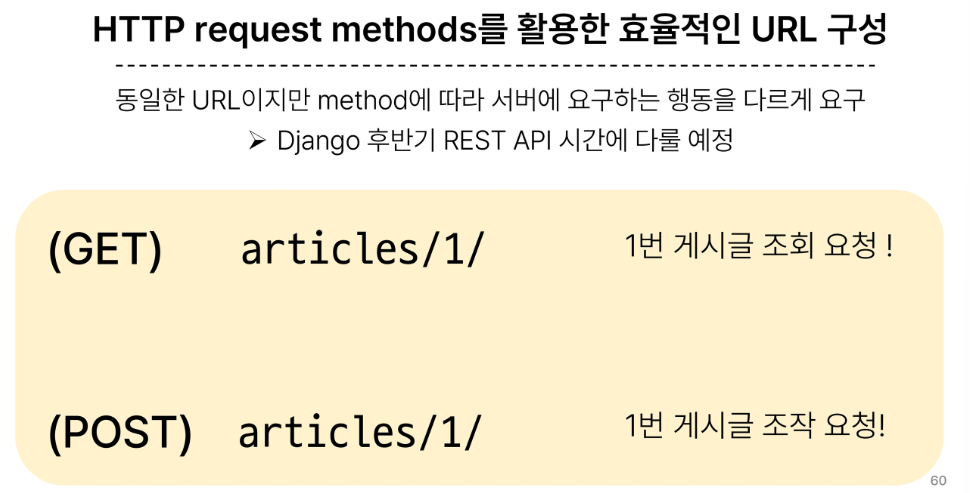 HTTP request methods를 활용한 효율적인 URL 구성
동일한 URL이지만 method에 따라 서버에 요구하는 행동을 다르게 요구
➢ Django 후반기 REST API 시간에 다룰 예정
(GET) articles/1/ 1번 게시글 조회 요청 !
(POST) articles/1/ 1번 게시글 조작 요청!
60